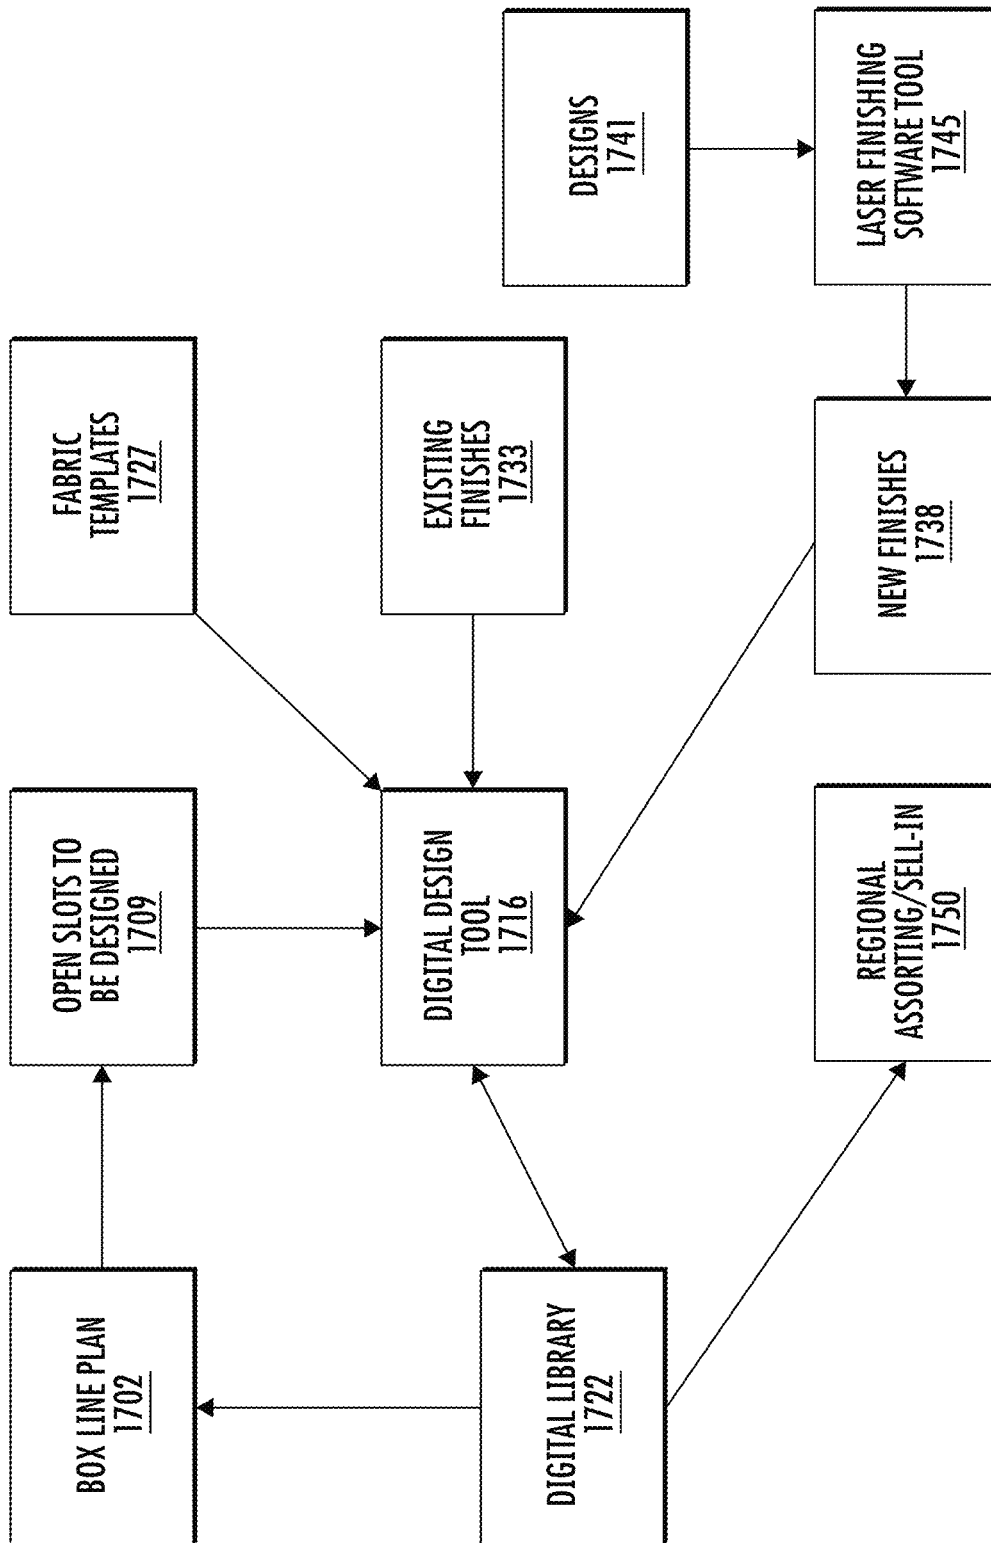 BOX LINE PLAN
1702
OPEN SLOTS TO
BE DESIGNED
1709
FABRIC
TEMPLATES
1727
DIGITAL LIBRARY
1722
DIGITAL DESIGN
TOOL
1716
EXISTING
FINISHES
1733
DESIGNS
1741
REGIONAL
ASSORTING/SELL-IN
1750
NEW FINISHES
1738
LASER FINISHING
SOFTWARE TOOL
1745